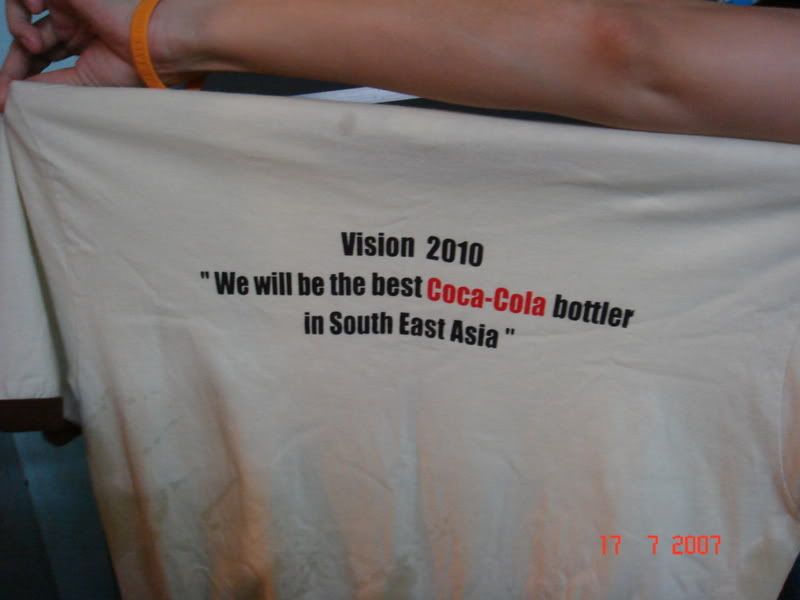 Vision 2010
" We will be the best Coca-Cola bottler
in South East Asia "
17 7 2007